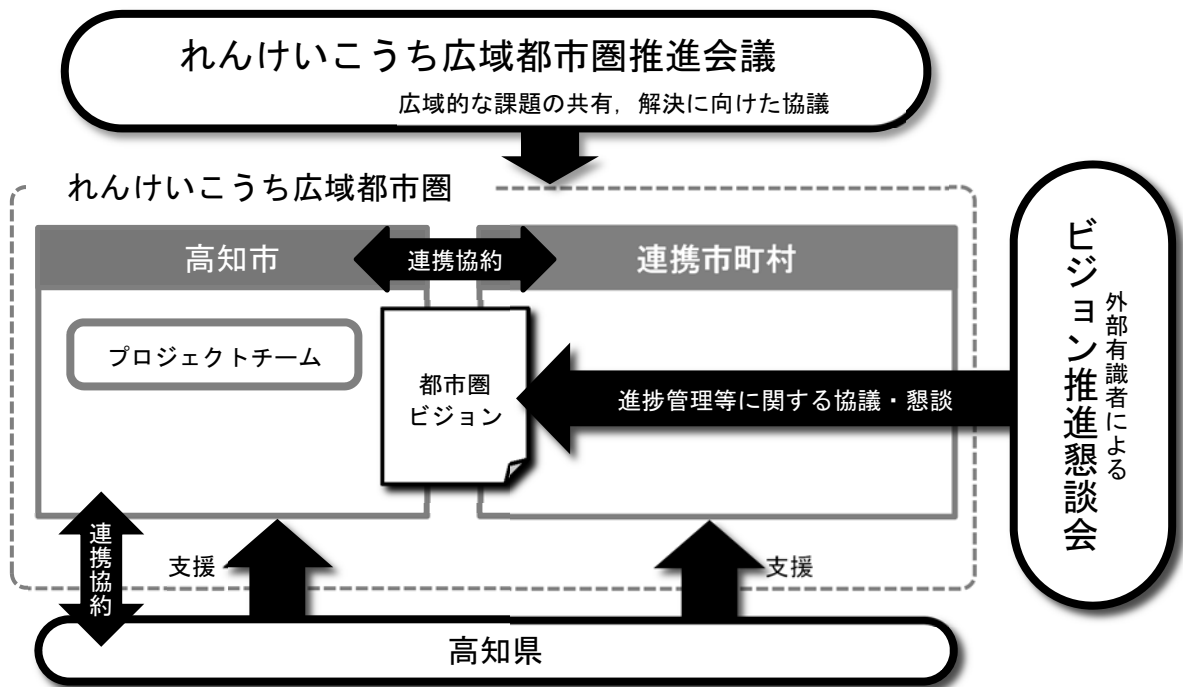 れんけいこうち広域都市圏推進会議
広域的な課題の共有，解決に向けた協議
れんけいこうち広域都市圏
高知市
連携協約
連携市町村
プロジェクトチーム
都市圏
ビジョン
進捗管理等に関する協議・懇談
外部有識者による
ビジョン推進懇談会
連携協約
支援
支援
高知県